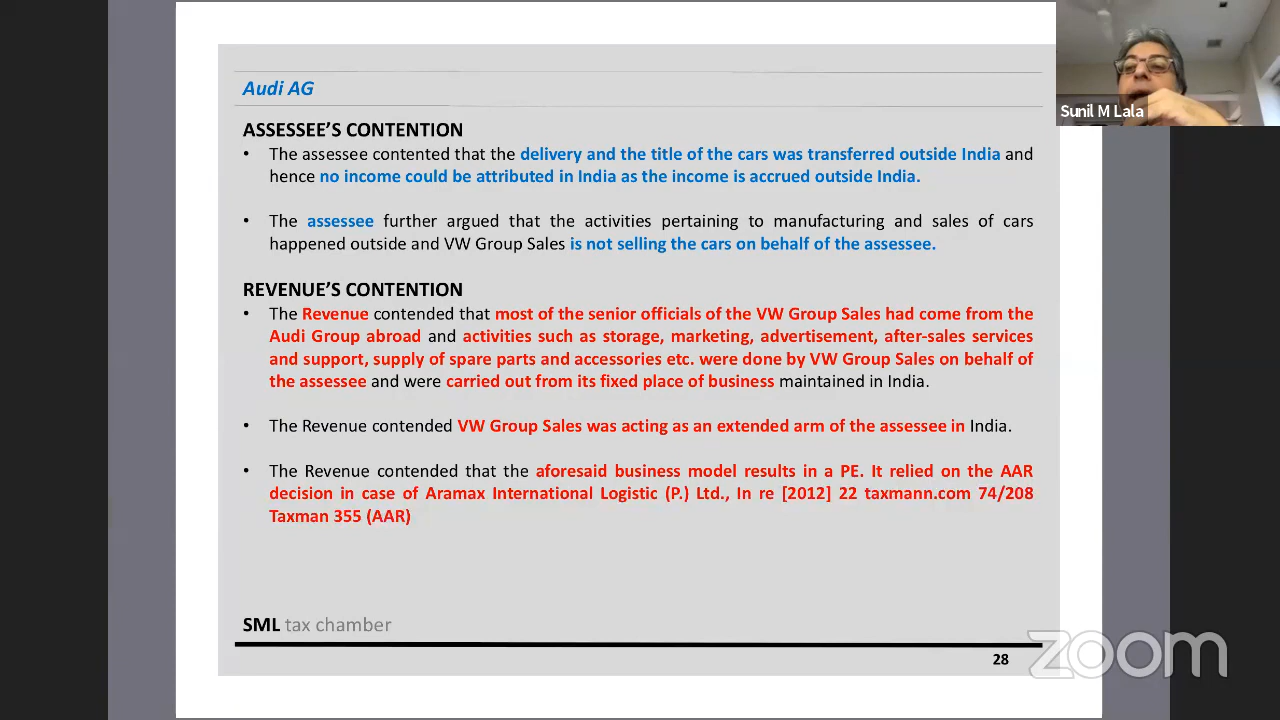 Audi AG
ASSESSEE'S CONTENTION
• The assessee contented that the delivery and the title of the cars was transferred outside India and
hence no income could be attributed in India as the income is accrued outside India.
• The assessee further argued that the activities pertaining to manufacturing and sales of cars
happened outside and VW Group Sales is not selling the cars on behalf of the assessee.
REVENUE'S CONTENTION
• The Revenue contended that most of the senior officials of the VW Group Sales had come from the
Audi Group abroad and activities such as storage, marketing, advertisement, after-sales services
and support, supply of spare parts and accessories etc. were done by VW Group Sales on behalf of
the assessee and were carried out from its fixed place of business maintained in India.
• The Revenue contended VW Group Sales was acting as an extended arm of the assessee in India.
• The Revenue contended that the aforesaid business model results in a PE. It relied on the AAR
decision in case of Aramax International Logistic (P.) Ltd., In re [2012] 22 taxmann.com 74/208
Taxman 355 (AAR)
SML tax chamber
28
Sunil M Lala
zoom